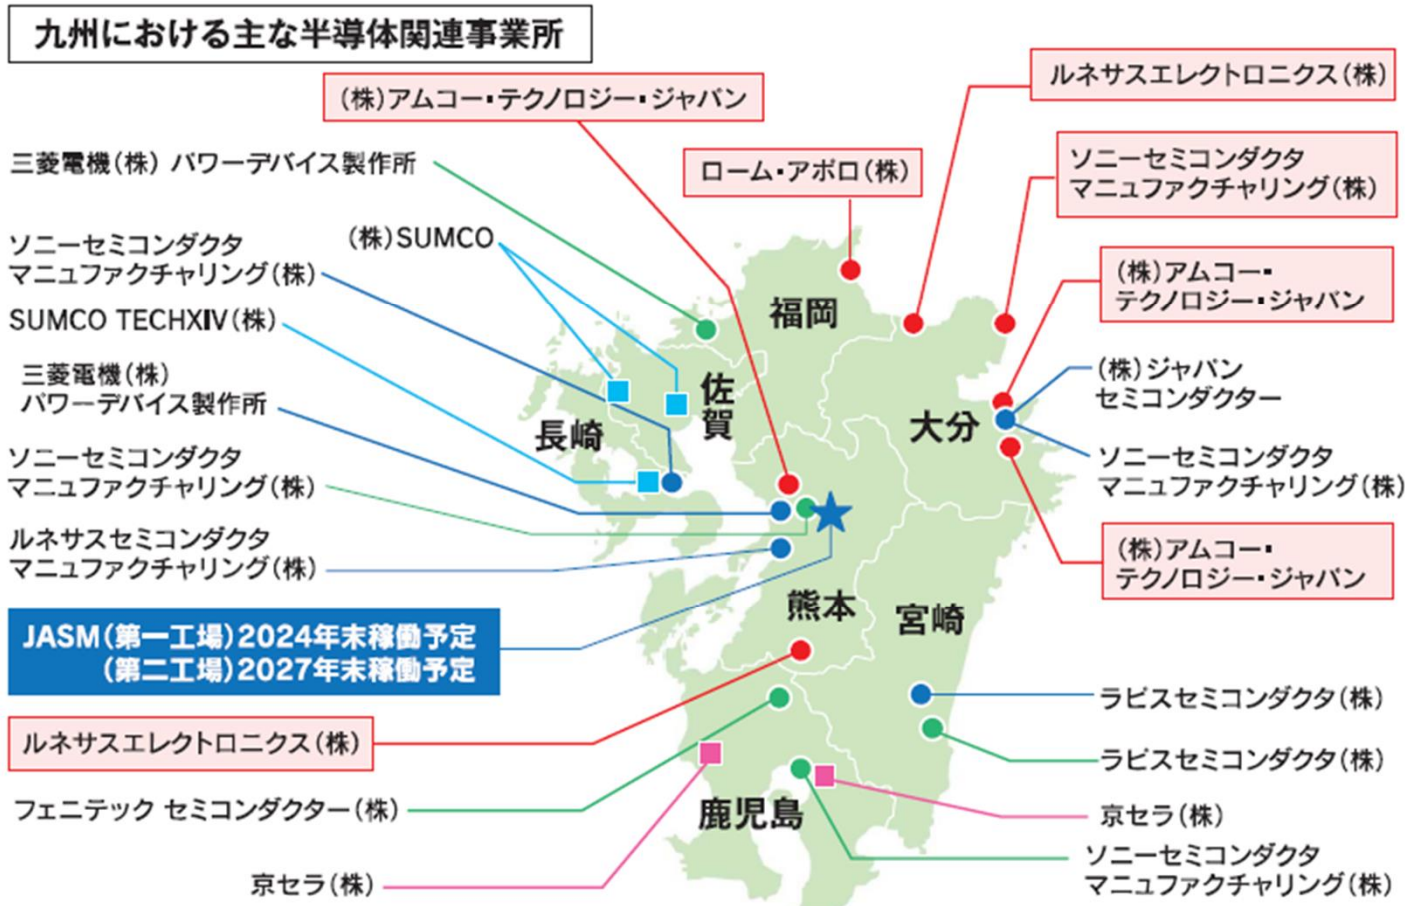 九州における主な半導体関連事業所
(株)アムコー・テクノロジー・ジャパン
ルネサスエレクトロニクス(株)
三菱電機(株) パワーデバイス製作所
ローム・アポロ(株)
ソニーセミコンダクタ
マニュファクチャリング(株)
ソニーセミコンダクタ
マニュファクチャリング(株)
(株)SUMCO
(株)アムコー・
テクノロジー・ジャパン
SUMCO TECHXIV(株)
福岡
三菱電機(株)
パワーデバイス製作所
佐賀
(株)ジャパン
セミコンダクター
長崎
大分
ソニーセミコンダクタ
マニュファクチャリング(株)
ソニーセミコンダクタ
マニュファクチャリング(株)
ルネサスセミコンダクタ
マニュファクチャリング(株)
(株)アムコー・
テクノロジー・ジャパン
熊本
宮崎
JASM(第一工場)2024年末稼働予定
(第二工場)2027年末稼働予定
ラピスセミコンダクタ(株)
ルネサスエレクトロニクス(株)
ラピスセミコンダクタ(株)
フェニテック セミコンダクター(株)
鹿児島
京セラ(株)
京セラ(株)
ソニーセミコンダクタ
マニュファクチャリング(株)